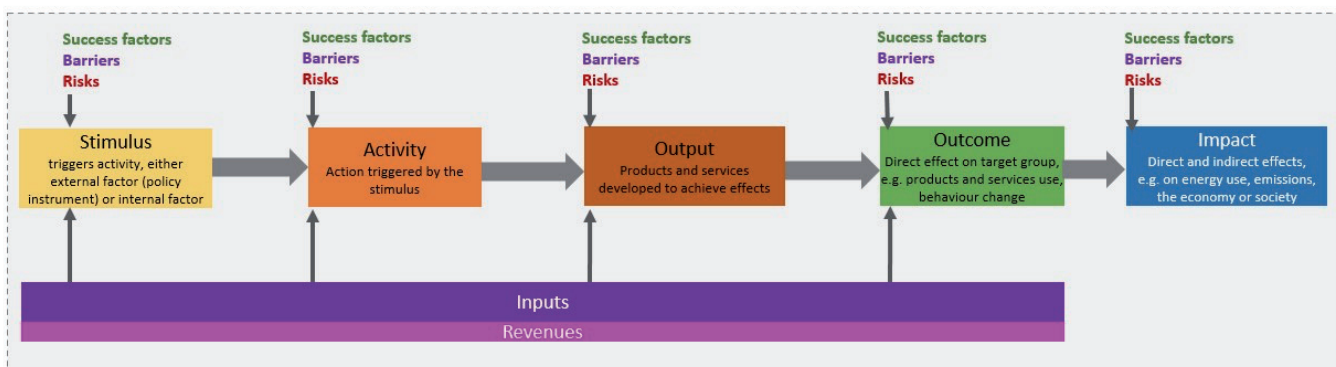 Success factors
Barriers
Risks
Success factors
Barriers
Risks
Success factors
Barriers
Risks
Success factors
Barriers
Risks
Success factors
Barriers
Risks
Stimulus
triggers activity, either
external factor (policy
instrument) or internal factor
Activity
Action triggered by the
stimulus
Output
Products and services
developed to achieve effects
Outcome
Direct effect on target group,
e.g. products and services use,
behaviour change
Impact
Direct and indirect effects,
e.g. on energy use, emissions,
the economy or society
Inputs
Revenues